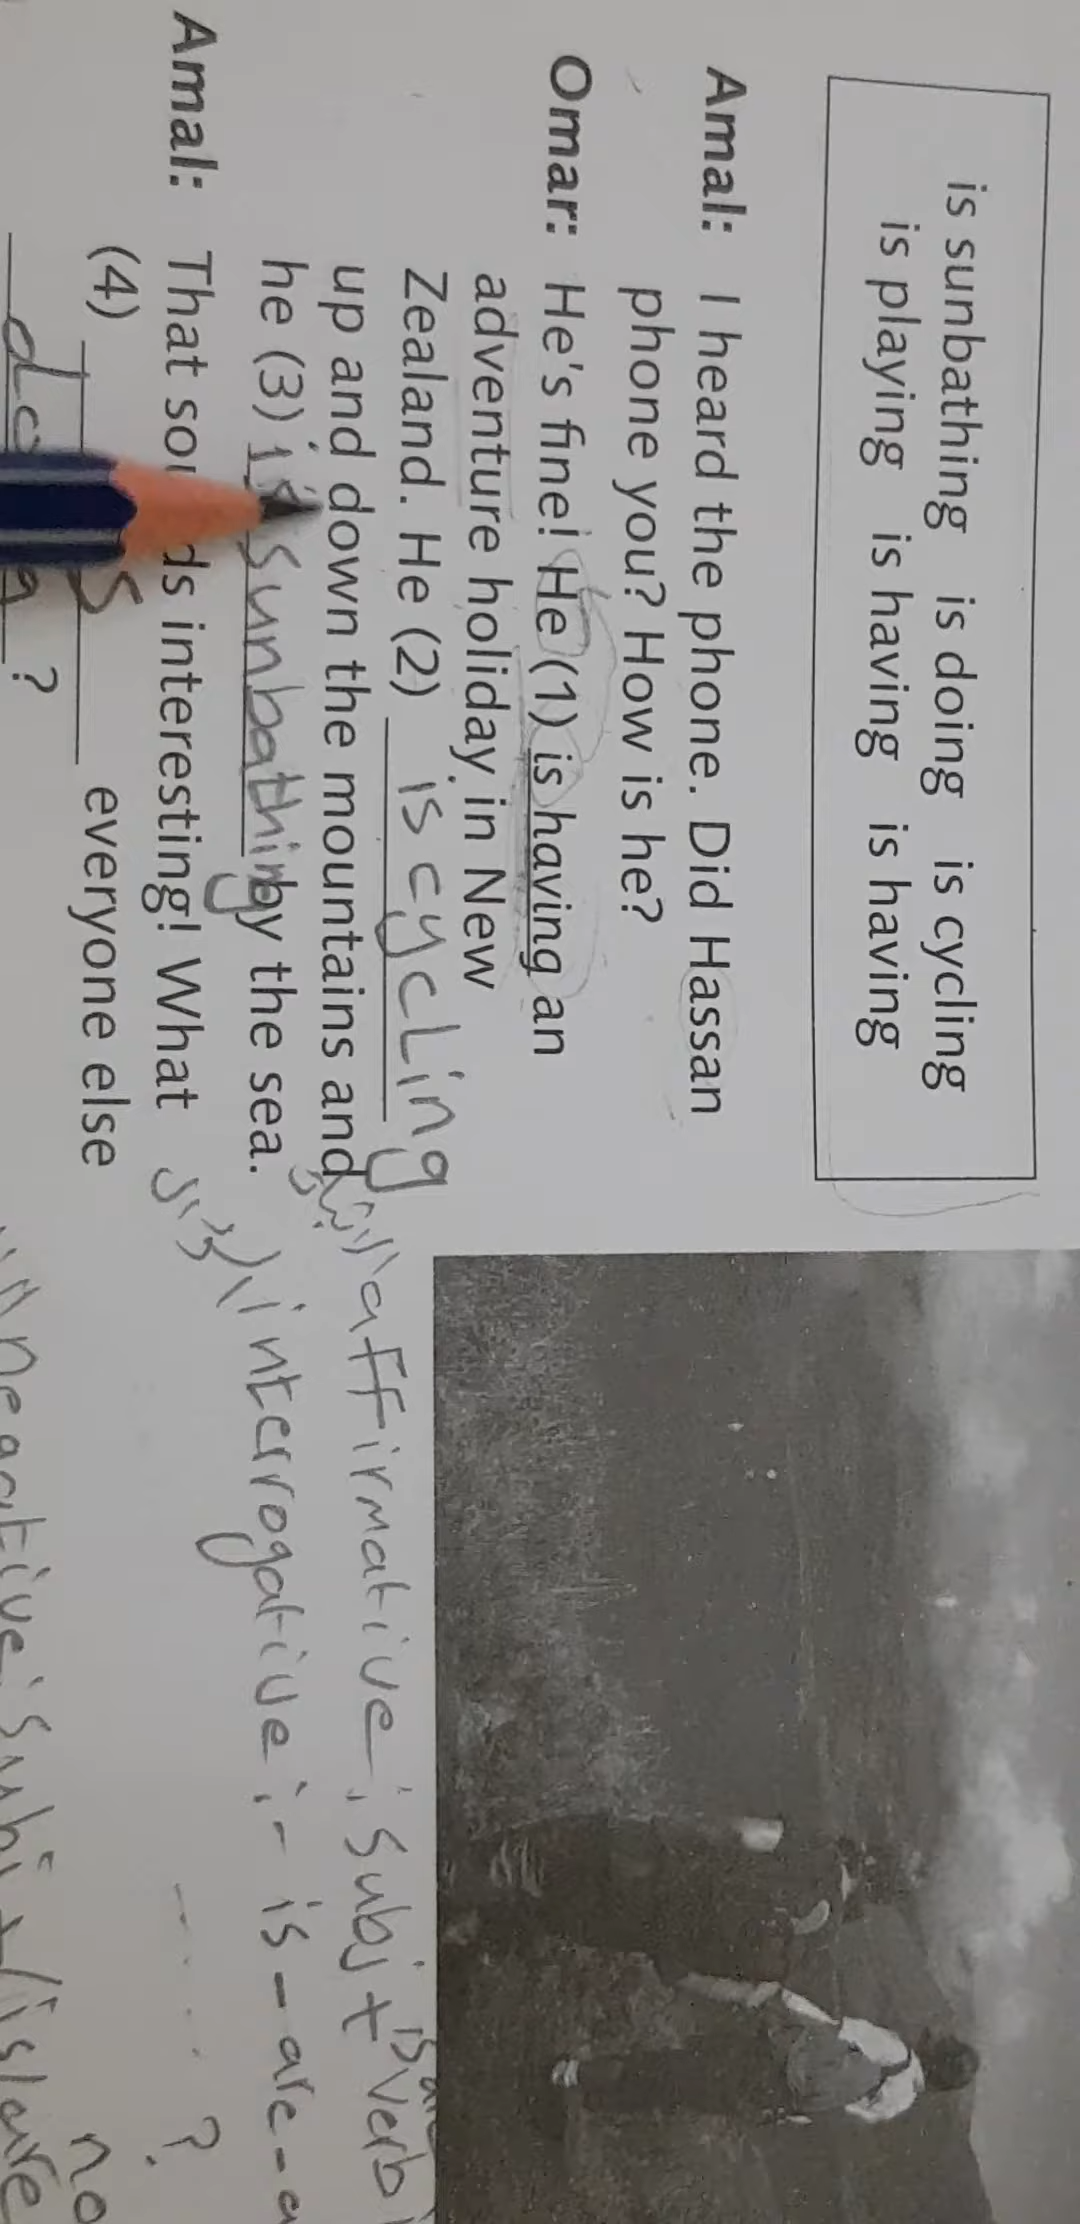 is sunbathing is doing is cycling
is playing is having is having
Amal: I heard the phone. Did Hassan
phone you? How is he?
Omar: He's fine! He (1) is having an
adventure holiday in New
Zealand. He (2) is cycling
up and down the mountains and
he (3) is sunbathing by the sea.
Amal: That sounds interesting! What
(4) everyone else
?
affirmative: subj + verb
is
interrogative:- is-are-a
..... ?
negative: subj + is/are
no